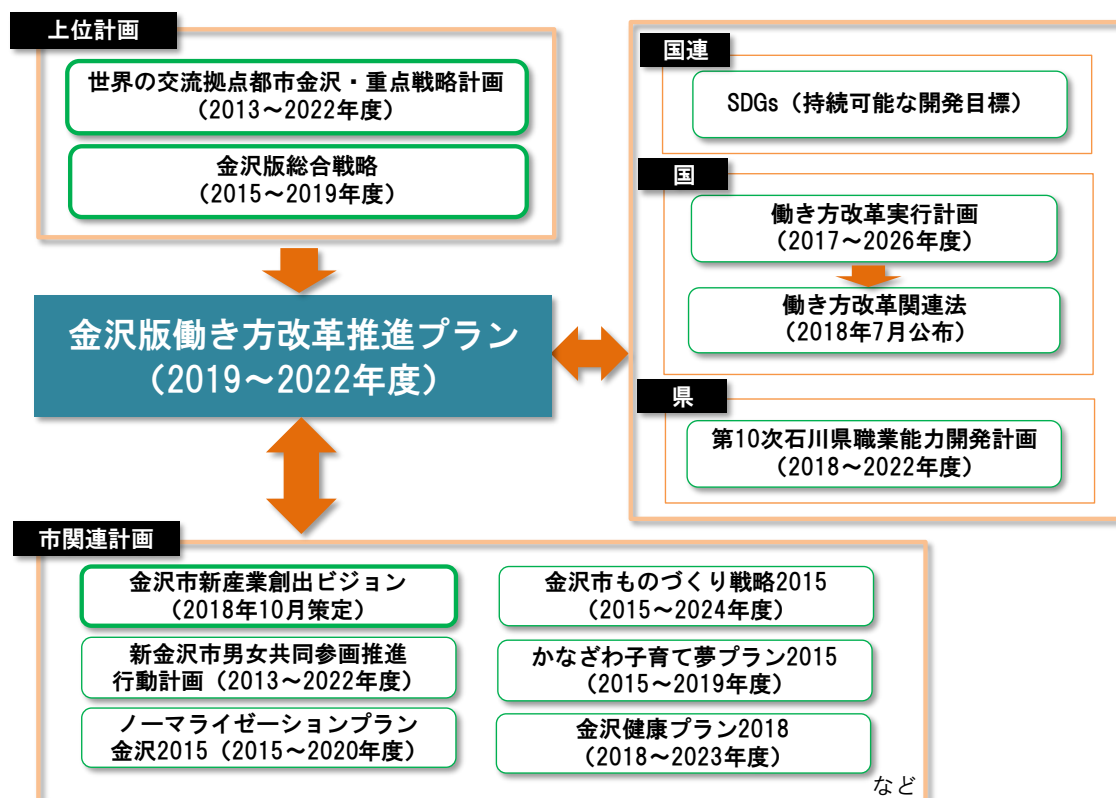 上位計画
世界の交流拠点都市金沢・重点戦略計画
(2013~2022年度)
金沢版総合戦略
(2015~2019年度)
金沢版働き方改革推進プラン
(2019~2022年度)
国連
SDGs(持続可能な開発目標)
国
働き方改革実行計画
(2017~2026年度)
働き方改革関連法
(2018年7月公布)
県
第10次石川県職業能力開発計画
(2018~2022年度)
市関連計画
金沢市新産業創出ビジョン
(2018年10月策定)
金沢市ものづくり戦略2015
(2015~2024年度)
新金沢市男女共同参画推進
行動計画(2013~2022年度)
かなざわ子育て夢プラン2015
(2015~2019年度)
ノーマライゼーションプラン
金沢2015(2015~2020年度)
金沢健康プラン2018
(2018~2023年度)
など